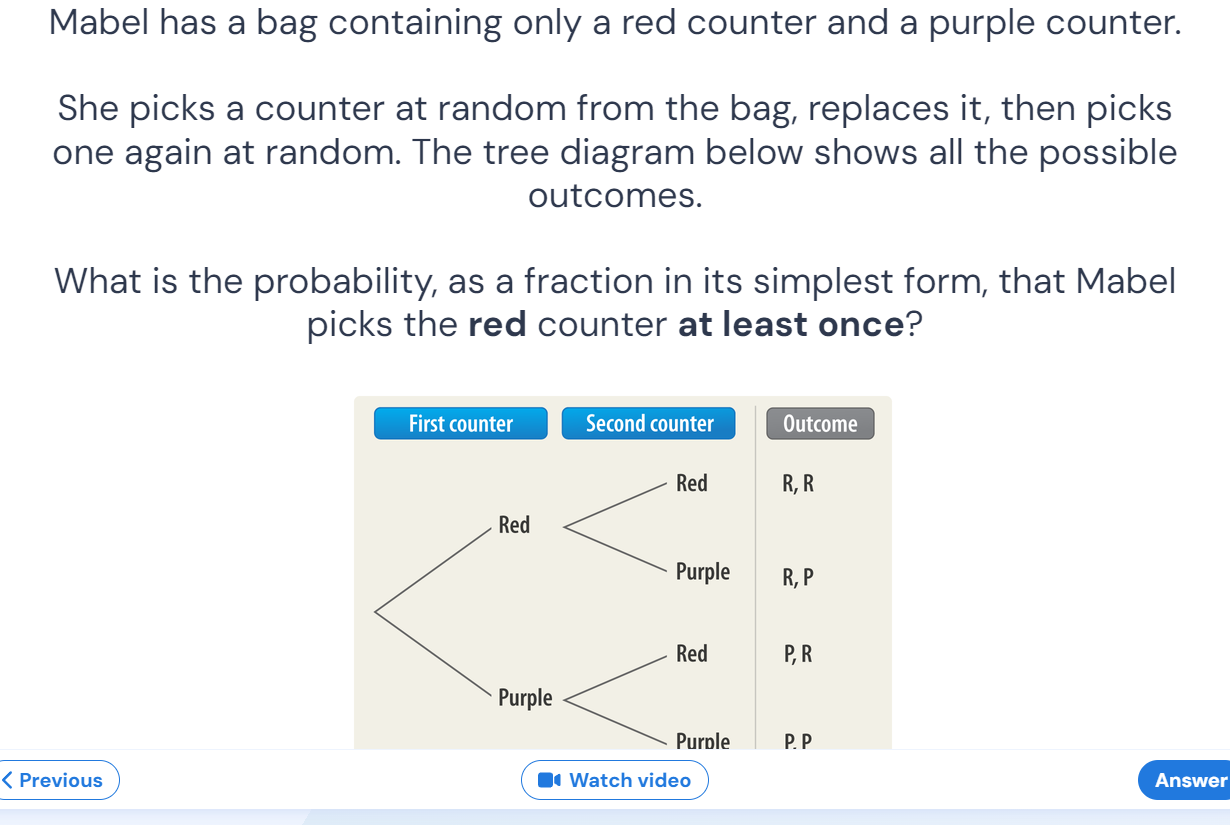 Mabel has a bag containing only a red counter and a purple counter.
She picks a counter at random from the bag, replaces it, then picks
one again at random. The tree diagram below shows all the possible
outcomes.
What is the probability, as a fraction in its simplest form, that Mabel
picks the red counter at least once?
First counter Second counter Outcome
Red R, R
Red
Purple R, P
Red P, R
Purple
Purple P, P
Previous Watch video Answer